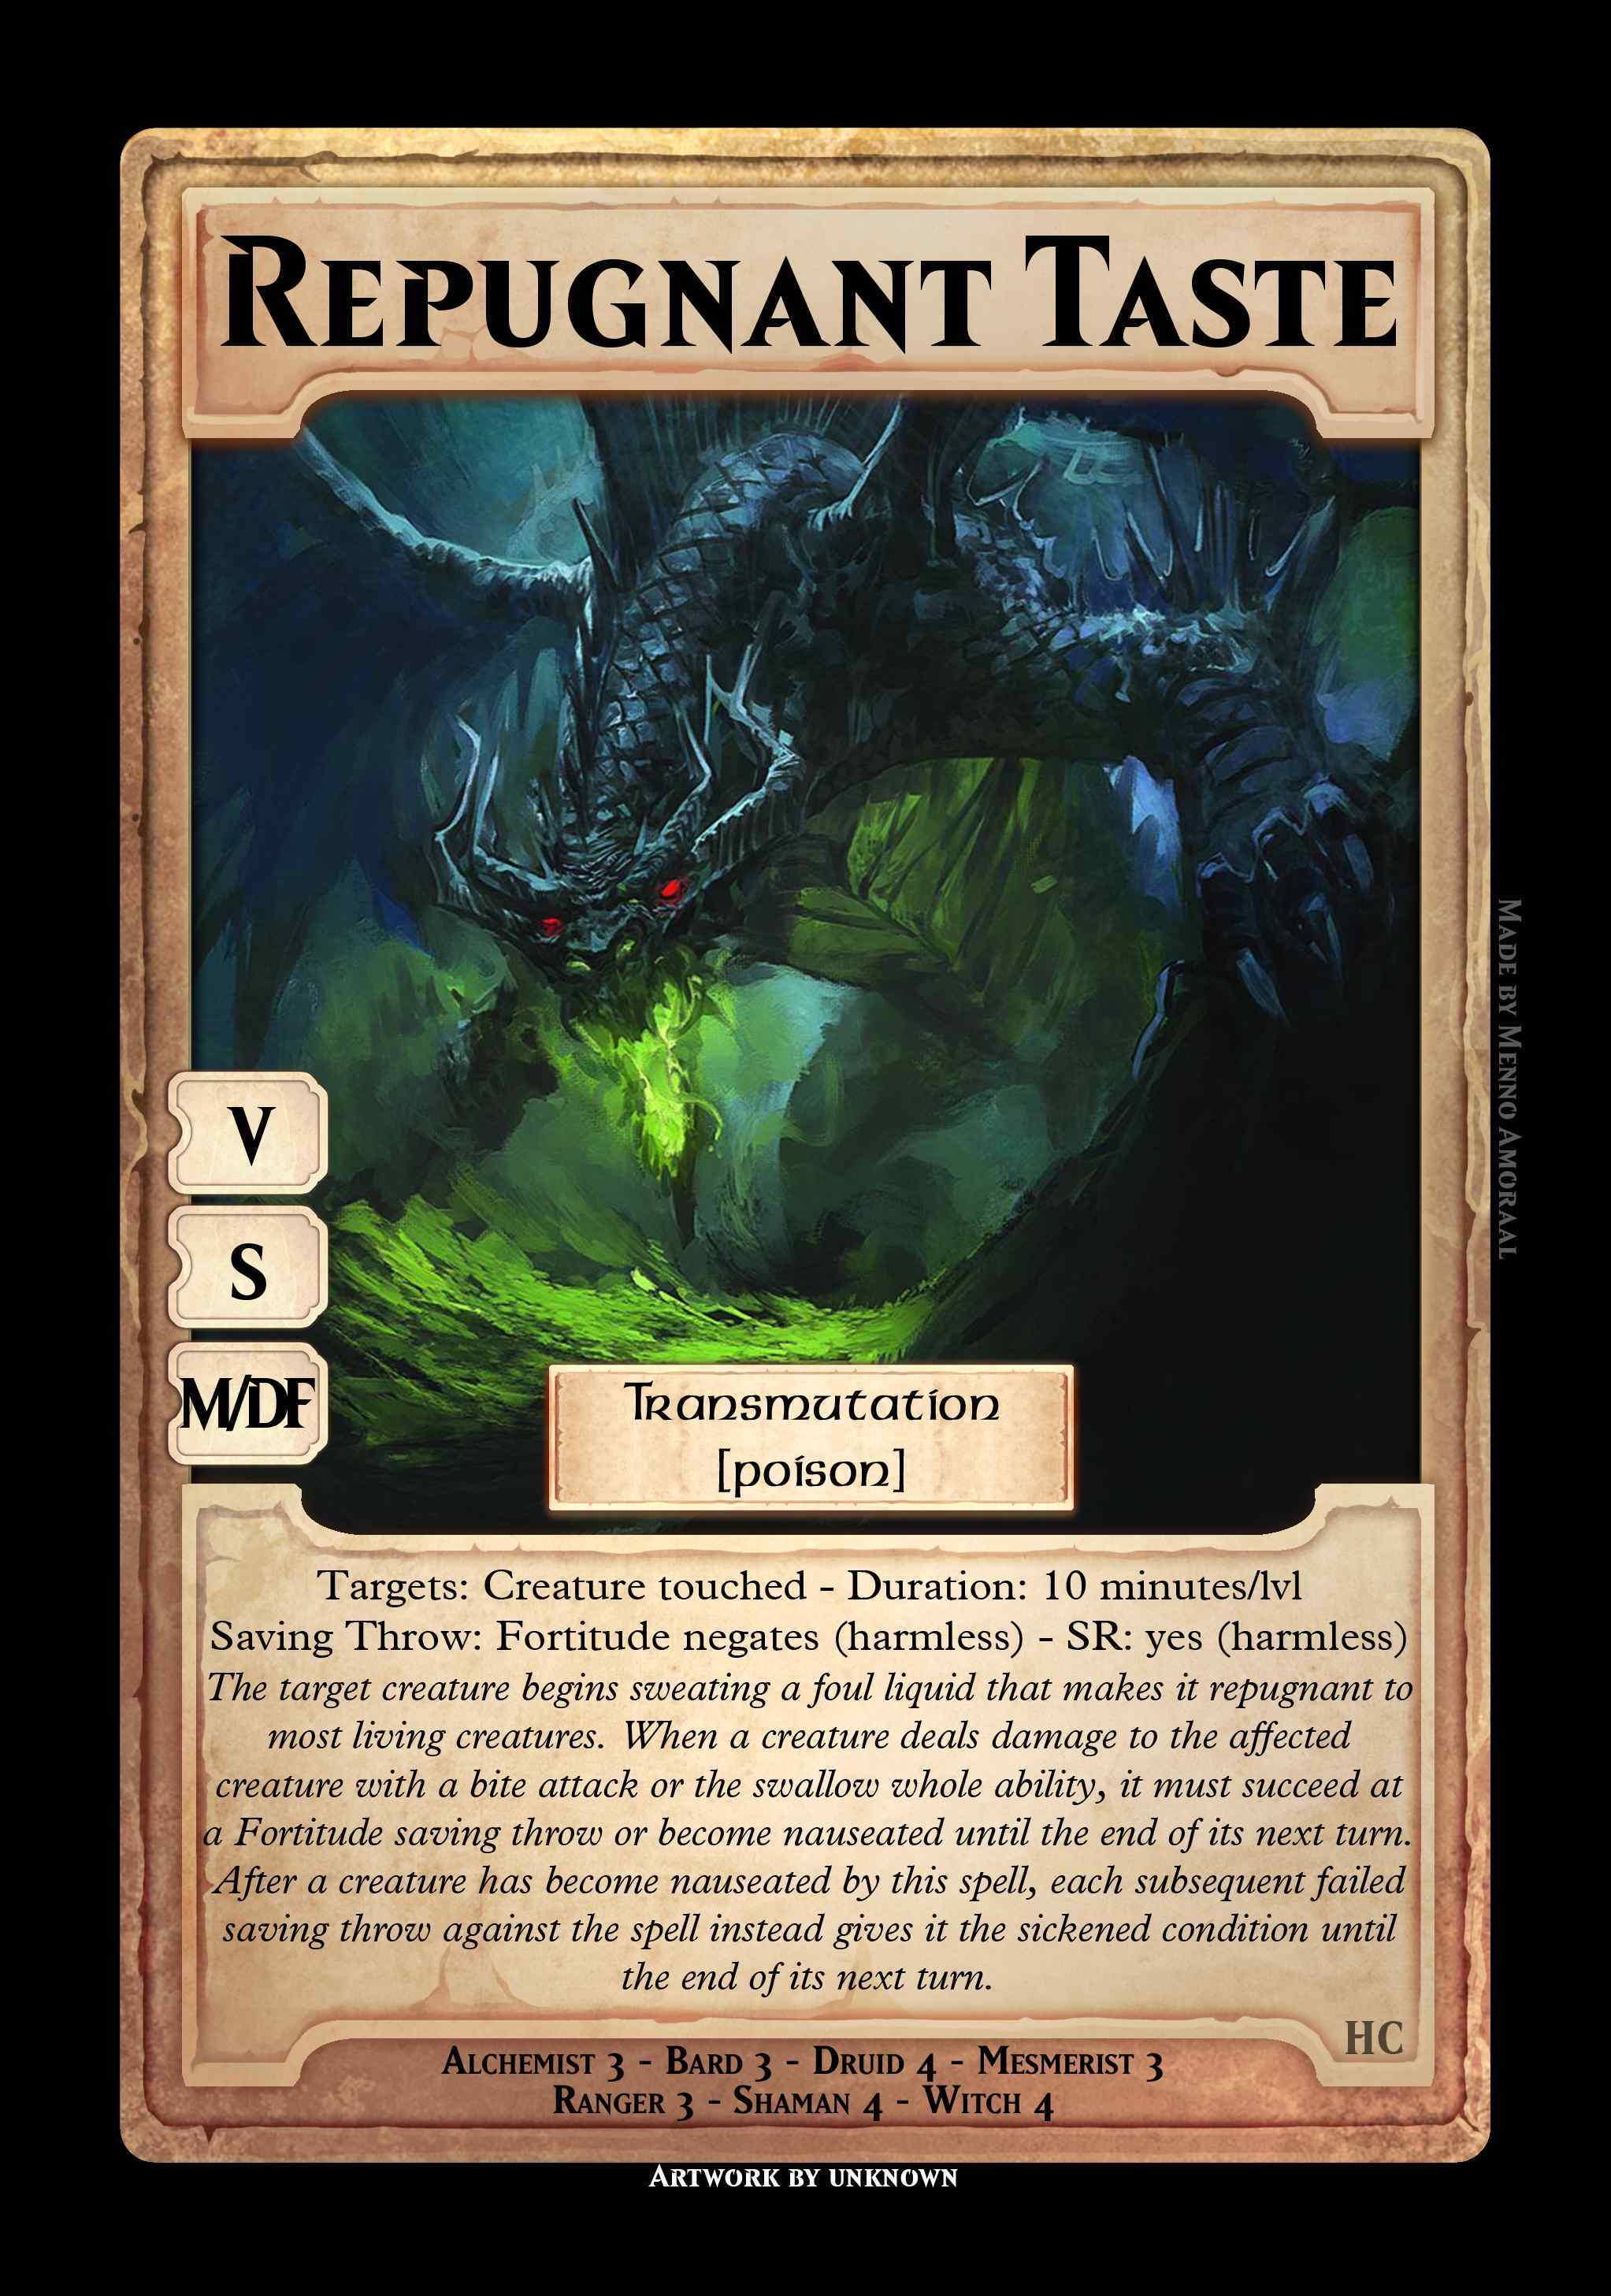 Repugnant Taste
V
S
M/DF
Transmutation
[poison]
Targets: Creature touched - Duration: 10 minutes/lvl
Saving Throw: Fortitude negates (harmless) - SR: yes (harmless)
The target creature begins sweating a foul liquid that makes it repugnant to
most living creatures. When a creature deals damage to the affected
creature with a bite attack or the swallow whole ability, it must succeed at
a Fortitude saving throw or become nauseated until the end of its next turn.
After a creature has become nauseated by this spell, each subsequent failed
saving throw against the spell instead gives it the sickened condition until
the end of its next turn.
HC
Alchemist 3 - Bard 3 - Druid 4 - Mesmerist 3
Ranger 3 - Shaman 4 - Witch 4
Artwork by unknown
Made by Menno Amoraal